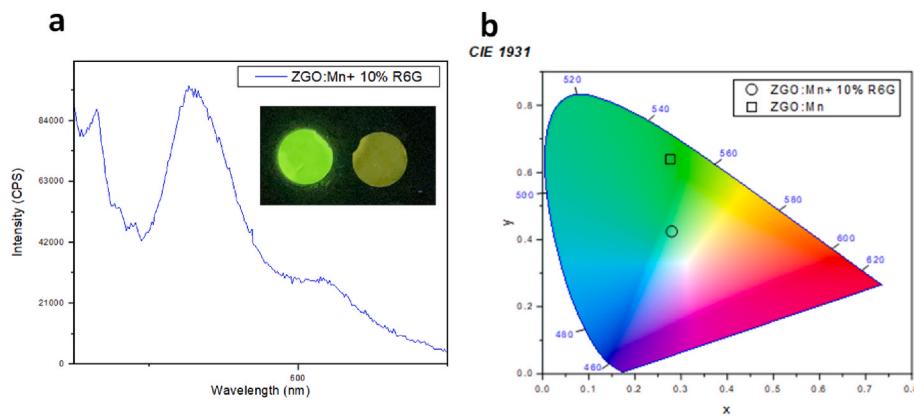 a
ZGO:Mn+ 10% R6G
84000
63000
42000
21000
0
Intensity (CPS)
600
Wavelength (nm)
b
CIE 1931
ZGO:Mn+ 10% R6G
ZGO:Mn
520
540
560
580
600
620
500
480
460
0.8
0.6
0.4
0.2
0.0
y
0.0 0.1 0.2 0.3 0.4 0.5 0.6 0.7 0.8
x